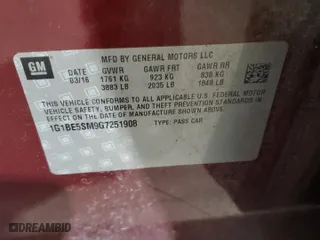 GM
MFD BY GENERAL MOTORS LLC
DATE GVWR GAWR FRT GAWR RR
03/16 1761 KG 923 KG 838 KG
3883 LB 2035 LB 1848 LB
THIS VEHICLE CONFORMS TO ALL APPLICABLE U.S. FEDERAL MOTOR
VEHICLE SAFETY, BUMPER, AND THEFT PREVENTION STANDARDS IN
EFFECT ON THE DATE OF MANUFACTURE SHOWN ABOVE.
1G1BE5SM9G7251908 TYPE: PASS CAR